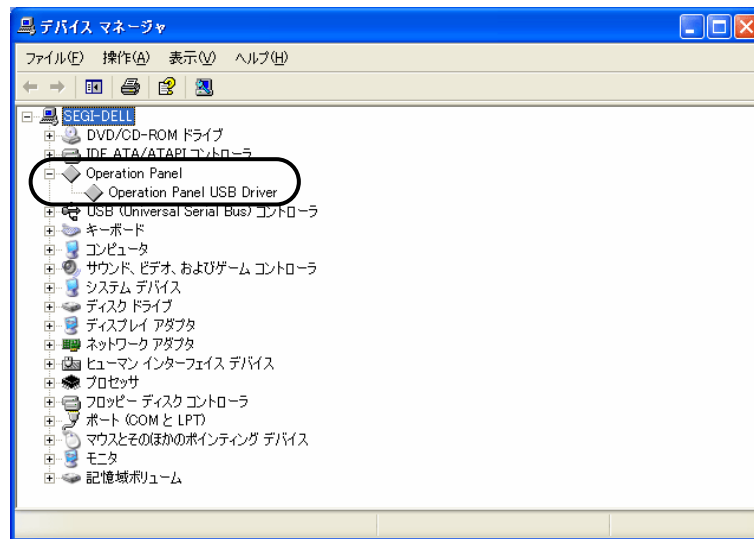 デバイス マネージャ
ファイル(F) 操作(A) 表示(V) ヘルプ(H)
SEGI-DELL
DVD/CD-ROM ドライブ
IDE ATA/ATAPI コントローラ
Operation Panel
Operation Panel USB Driver
USB (Universal Serial Bus) コントローラ
キーボード
コンピュータ
サウンド、ビデオ、およびゲーム コントローラ
システム デバイス
ディスク ドライブ
ディスプレイ アダプタ
ネットワーク アダプタ
ヒューマン インターフェイス デバイス
プロセッサ
フロッピー ディスク コントローラ
ポート (COM と LPT)
マウスとそのほかのポインティング デバイス
モニタ
記憶域ボリューム